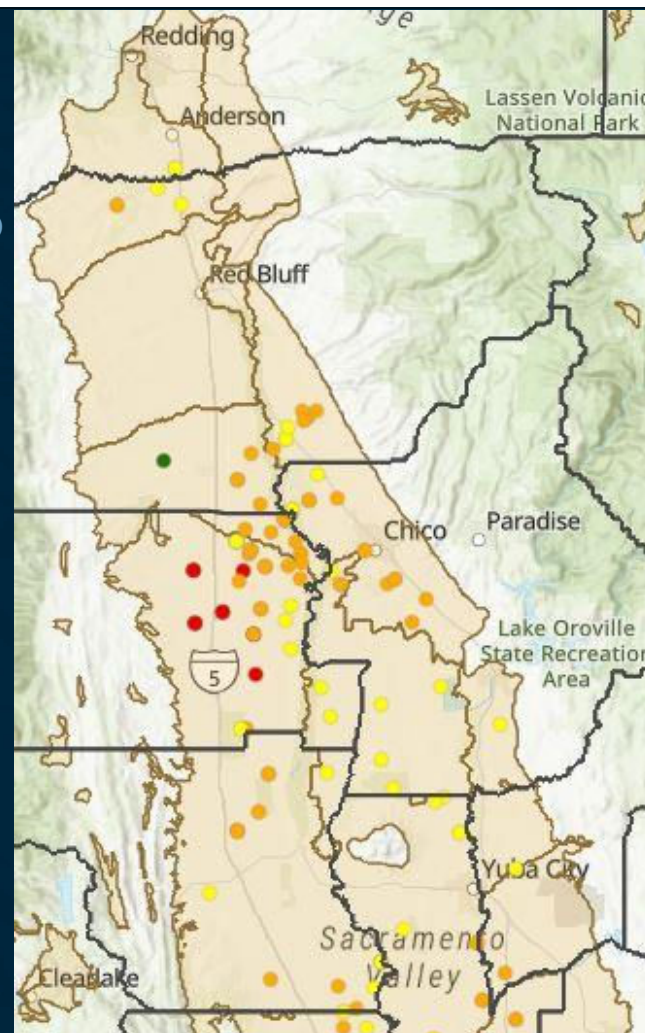 Redding
Lassen Volcanic
National Park
Anderson
Red Bluff
Chico
Paradise
Lake Oroville
State Recreation
Area
5
Yuba City
Sacramento
Valley
Clearlake